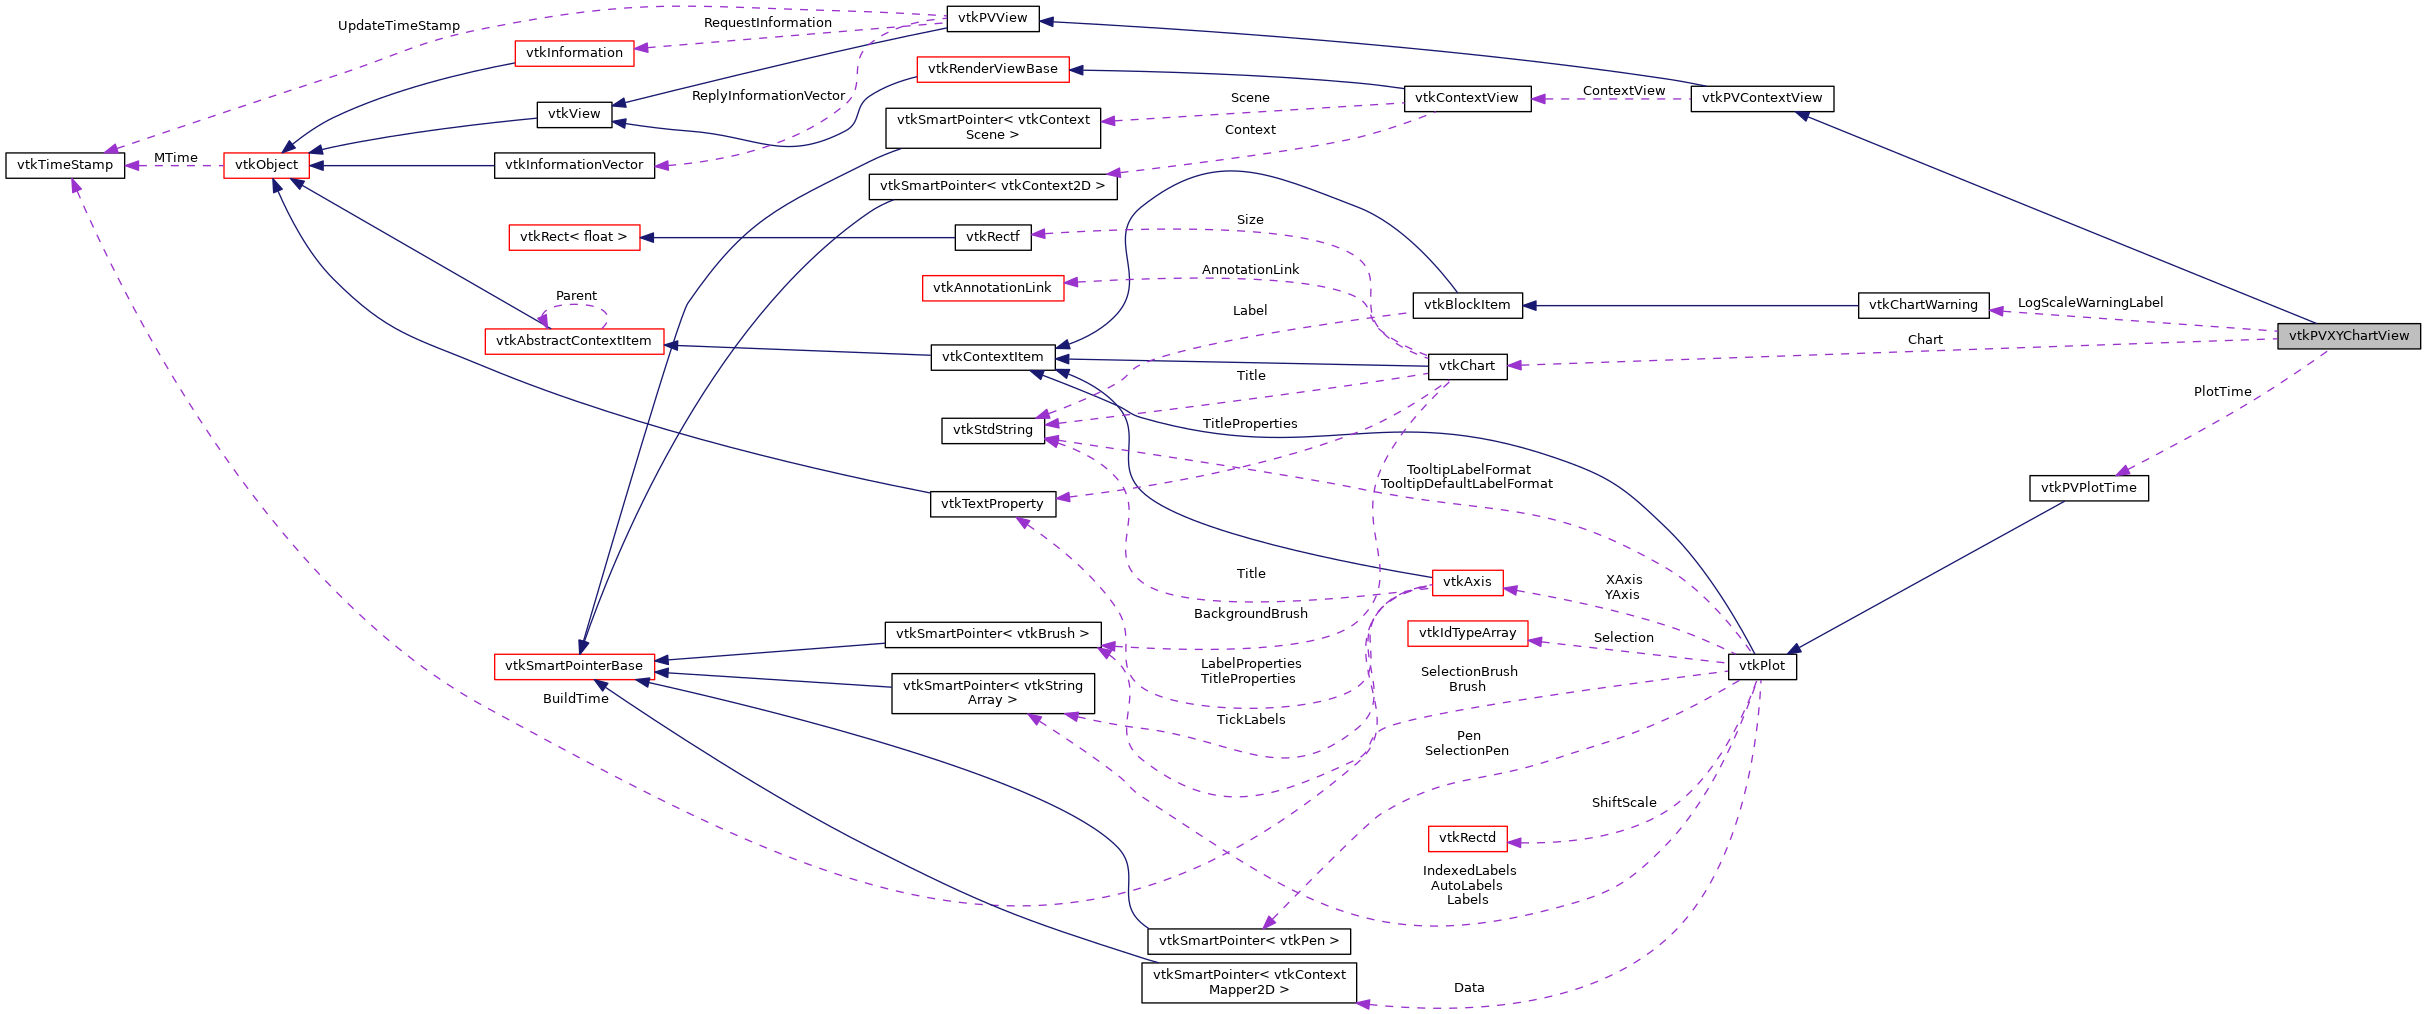 vtkPVView
UpdateTimeStamp
RequestInformation
vtkInformation
vtkRenderViewBase
ReplyInformationVector
vtkContextView
ContextView
vtkPVContextView
Scene
vtkView
vtkSmartPointer< vtkContext
Scene >
Context
vtkTimeStamp
MTime
vtkObject
vtkInformationVector
vtkSmartPointer< vtkContext2D >
Size
vtkRect< float >
vtkRectf
AnnotationLink
vtkAnnotationLink
Parent
Label
vtkBlockItem
vtkChartWarning
LogScaleWarningLabel
vtkPVXYChartView
vtkAbstractContextItem
Chart
vtkContextItem
vtkChart
Title
PlotTime
TitleProperties
vtkStdString
TooltipLabelFormat
TooltipDefaultLabelFormat
vtkPVPlotTime
vtkTextProperty
Title
vtkAxis
XAxis
YAxis
BackgroundBrush
vtkSmartPointer< vtkBrush >
vtkIdTypeArray
Selection
vtkSmartPointerBase
LabelProperties
TitleProperties
SelectionBrush
Brush
vtkPlot
BuildTime
vtkSmartPointer< vtkString
Array >
TickLabels
Pen
SelectionPen
ShiftScale
vtkRectd
IndexedLabels
AutoLabels
Labels
vtkSmartPointer< vtkPen >
vtkSmartPointer< vtkContext
Mapper2D >
Data